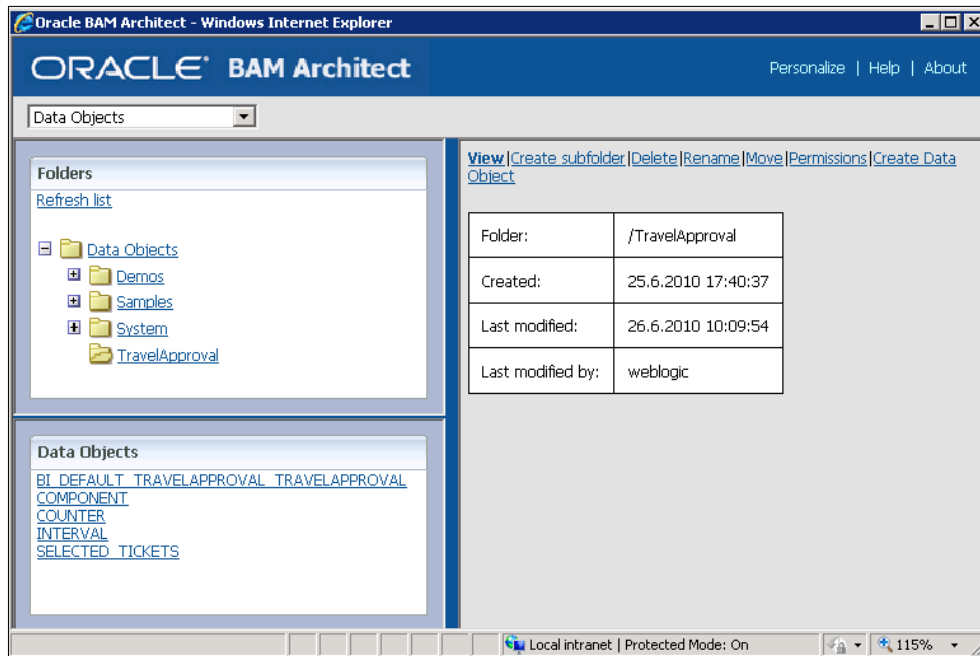 Oracle BAM Architect - Windows Internet Explorer
ORACLE BAM Architect
Personalize | Help | About
Data Objects
Folders
Refresh list
Data Objects
Demos
Samples
System
TravelApproval
Data Objects
BI_DEFAULT_TRAVELAPPROVAL_TRAVELAPPROVAL
COMPONENT
COUNTER
INTERVAL
SELECTED_TICKETS
View|Create subfolder|Delete|Rename|Move|Permissions|Create Data
Object
Folder: /TravelApproval
Created: 25.6.2010 17:40:37
Last modified: 26.6.2010 10:09:54
Last modified by: weblogic
Local intranet | Protected Mode: On
115%